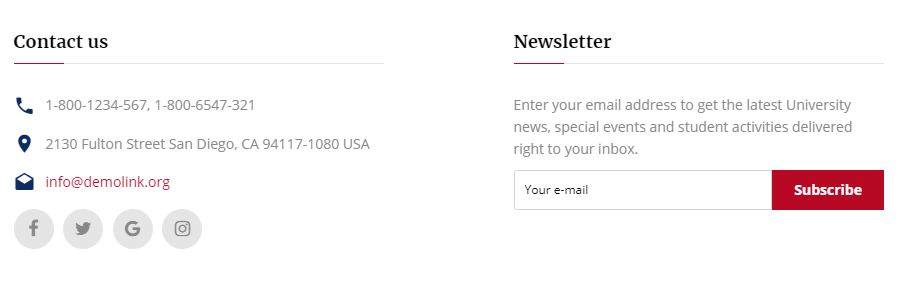 Contact us
1-800-1234-567, 1-800-6547-321
2130 Fulton Street San Diego, CA 94117-1080 USA
info@demolink.org
Newsletter
Enter your email address to get the latest University
news, special events and student activities delivered
right to your inbox.
Your e-mail
Subscribe